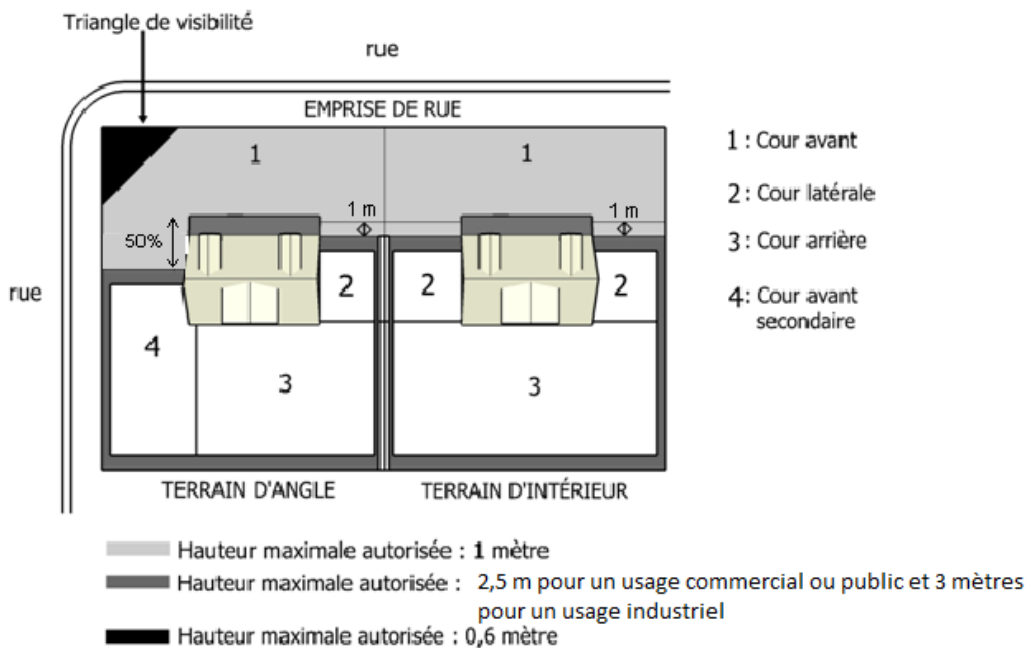 Triangle de visibilité
rue
EMPRISE DE RUE
1
1
1 : Cour avant
2 : Cour latérale
3 : Cour arrière
4 : Cour avant
secondaire
1 m
1 m
50%
rue
2
2
2
4
3
3
TERRAIN D'ANGLE
TERRAIN D'INTÉRIEUR
Hauteur maximale autorisée : 1 mètre
Hauteur maximale autorisée : 2,5 m pour un usage commercial ou public et 3 mètres
pour un usage industriel
Hauteur maximale autorisée : 0,6 mètre